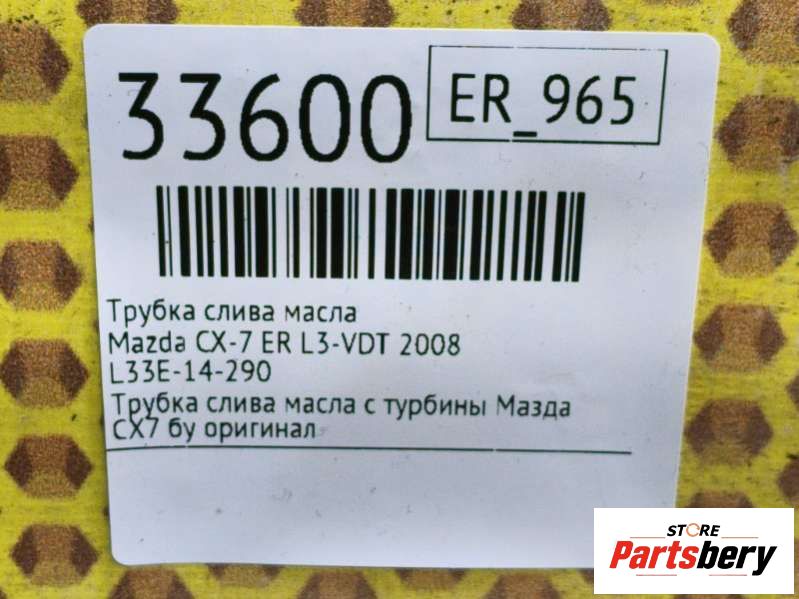 33600
ER_965
Трубка слива масла
Mazda CX-7 ER L3-VDT 2008
L33E-14-290
Трубка слива масла с турбины Мазда
СХ7 бу оригинал
STORE
Partsbery